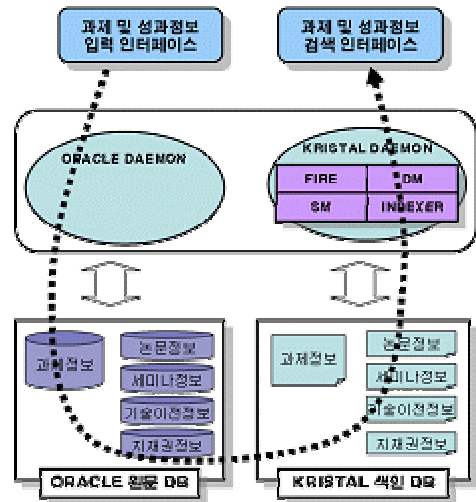 과제 및 성과정보
입력 인터페이스
과제 및 성과정보
검색 인터페이스
ORACLE DAEMON
KRISTAL DAEMON
FIRE
DM
SM
INDEXER
과제정보
논문정보
세미나정보
기술이전정보
지재권정보
ORACLE 원문 DB
과제정보
논문정보
세미나정보
기술이전정보
지재권정보
KRISTAL 색인 DB